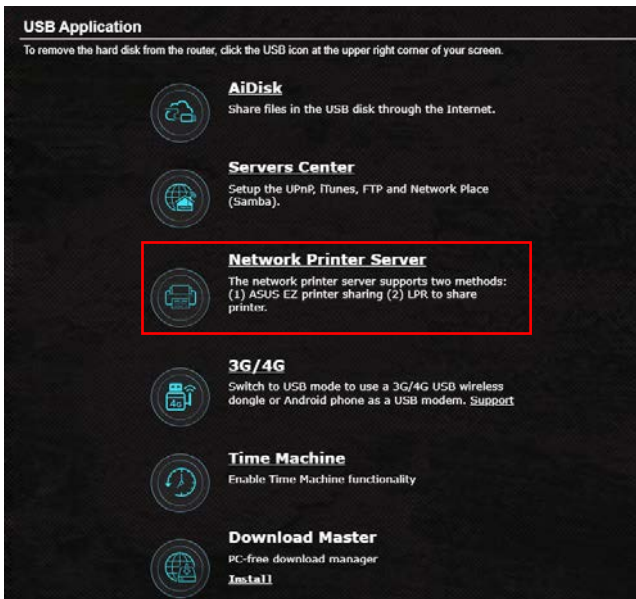 USB Application
To remove the hard disk from the router, click the USB icon at the upper right corner of your screen.
AiDisk
Share files in the USB disk through the Internet.
Servers Center
Setup the UPnP, iTunes, FTP and Network Place
(Samba).
Network Printer Server
The network printer server supports two methods:
(1) ASUS EZ printer sharing (2) LPR to share
printer.
3G/4G
Switch to USB mode to use a 3G/4G USB wireless
dongle or Android phone as a USB modem. Support
4G
Time Machine
Enable Time Machine functionality
Download Master
PC-free download manager
Install